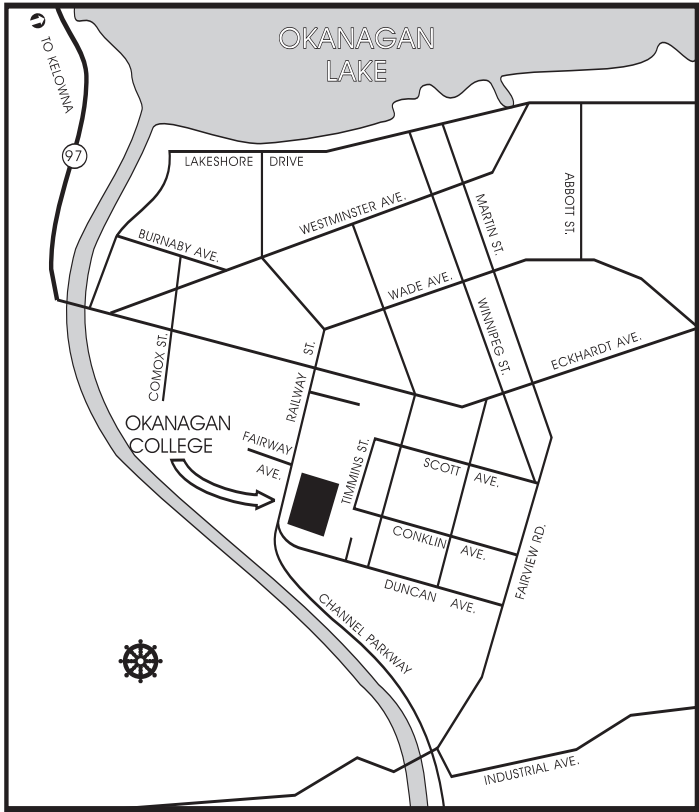 OKANAGAN
LAKE
TO KELOWNA
97
LAKESHORE DRIVE
WESTMINSTER AVE.
MARTIN ST.
ABBOTT ST.
BURNABY AVE.
WADE AVE.
WINNIPEG ST.
ECKHARDT AVE.
COMOX ST.
RAILWAY ST.
OKANAGAN
COLLEGE
FAIRWAY
AVE.
TIMMINS ST.
SCOTT AVE.
CONKLIN AVE.
FAIRVIEW RD.
DUNCAN AVE.
CHANNEL PARKWAY
INDUSTRIAL AVE.